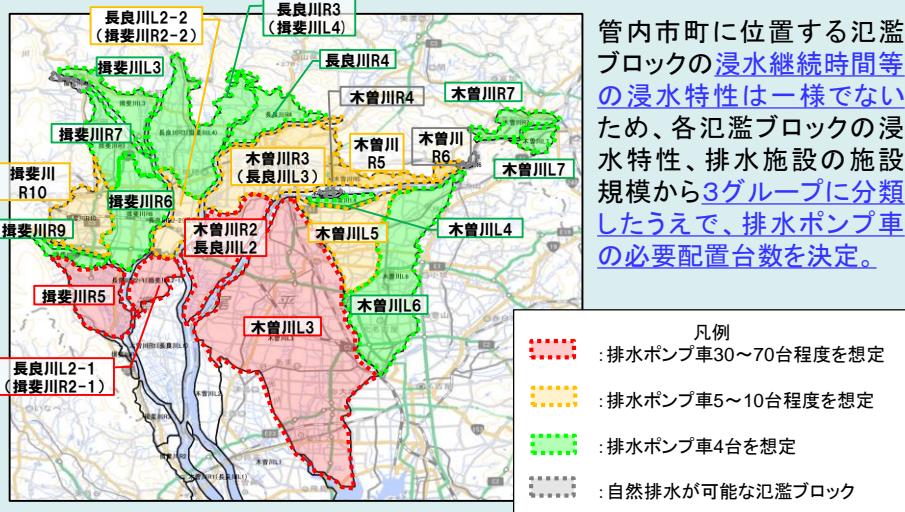 長良川L2-2
（揖斐川R2-2）
長良川R3
（揖斐川L4）
揖斐川L3
長良川R4
木曽川R4
木曽川R7
揖斐川R7
木曽川R3
（長良川L3）
木曽川
R5
木曽川
R6
木曽川L7
揖斐川
R10
揖斐川R6
揖斐川R9
木曽川R2
長良川L2
木曽川L5
木曽川L4
揖斐川R5
木曽川L3
木曽川L6
長良川L2-1
（揖斐川R2-1）
管内市町に位置する氾濫
ブロックの浸水継続時間等
の浸水特性は一様でない
ため、各氾濫ブロックの浸
水特性、排水施設の施設
規模から3グループに分類
したうえで、排水ポンプ車
の必要配置台数を決定。
凡例
：排水ポンプ車30～70台程度を想定
：排水ポンプ車5～10台程度を想定
：排水ポンプ車4台を想定
：自然排水が可能な氾濫ブロック